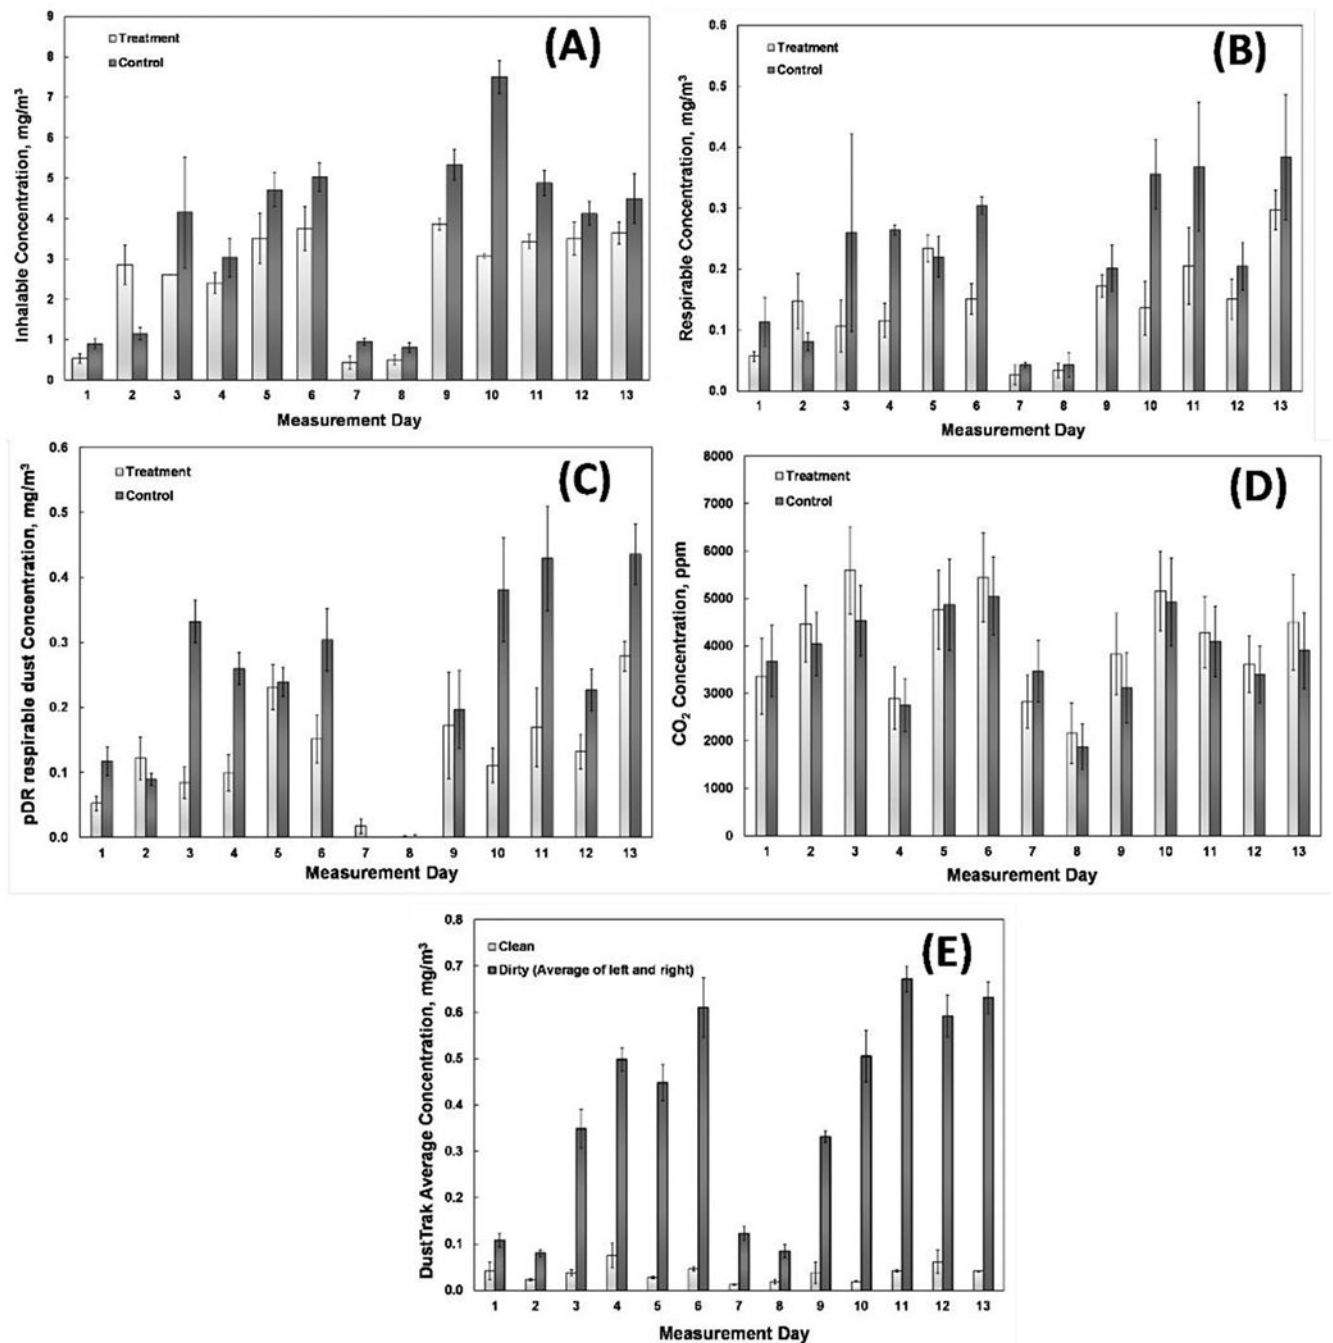 (A)
Treatment
Control
Inhalable Concentration, mg/m³
9
8
7
6
5
4
3
2
1
0
1 2 3 4 5 6 7 8 9 10 11 12 13
Measurement Day
(B)
Treatment
Control
Respirable Concentration, mg/m³
0.6
0.5
0.4
0.3
0.2
0.1
0.0
1 2 3 4 5 6 7 8 9 10 11 12 13
Measurement Day
(C)
Treatment
Control
pDR respirable dust Concentration, mg/m³
0.6
0.5
0.4
0.3
0.2
0.1
0.0
1 2 3 4 5 6 7 8 9 10 11 12 13
Measurement Day
(D)
Treatment
Control
CO₂ Concentration, ppm
8000
7000
6000
5000
4000
3000
2000
1000
0
1 2 3 4 5 6 7 8 9 10 11 12 13
Measurement Day
(E)
Clean
Dirty (Average of left and right)
DustTrak Average Concentration, mg/m³
0.8
0.7
0.6
0.5
0.4
0.3
0.2
0.1
0.0
1 2 3 4 5 6 7 8 9 10 11 12 13
Measurement Day